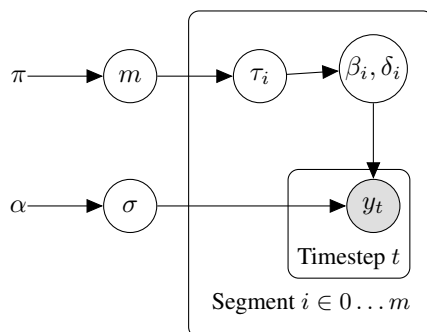 π m τ_i β_i, δ_i
α σ y_t
Timestep t
Segment i ∈ 0 … m